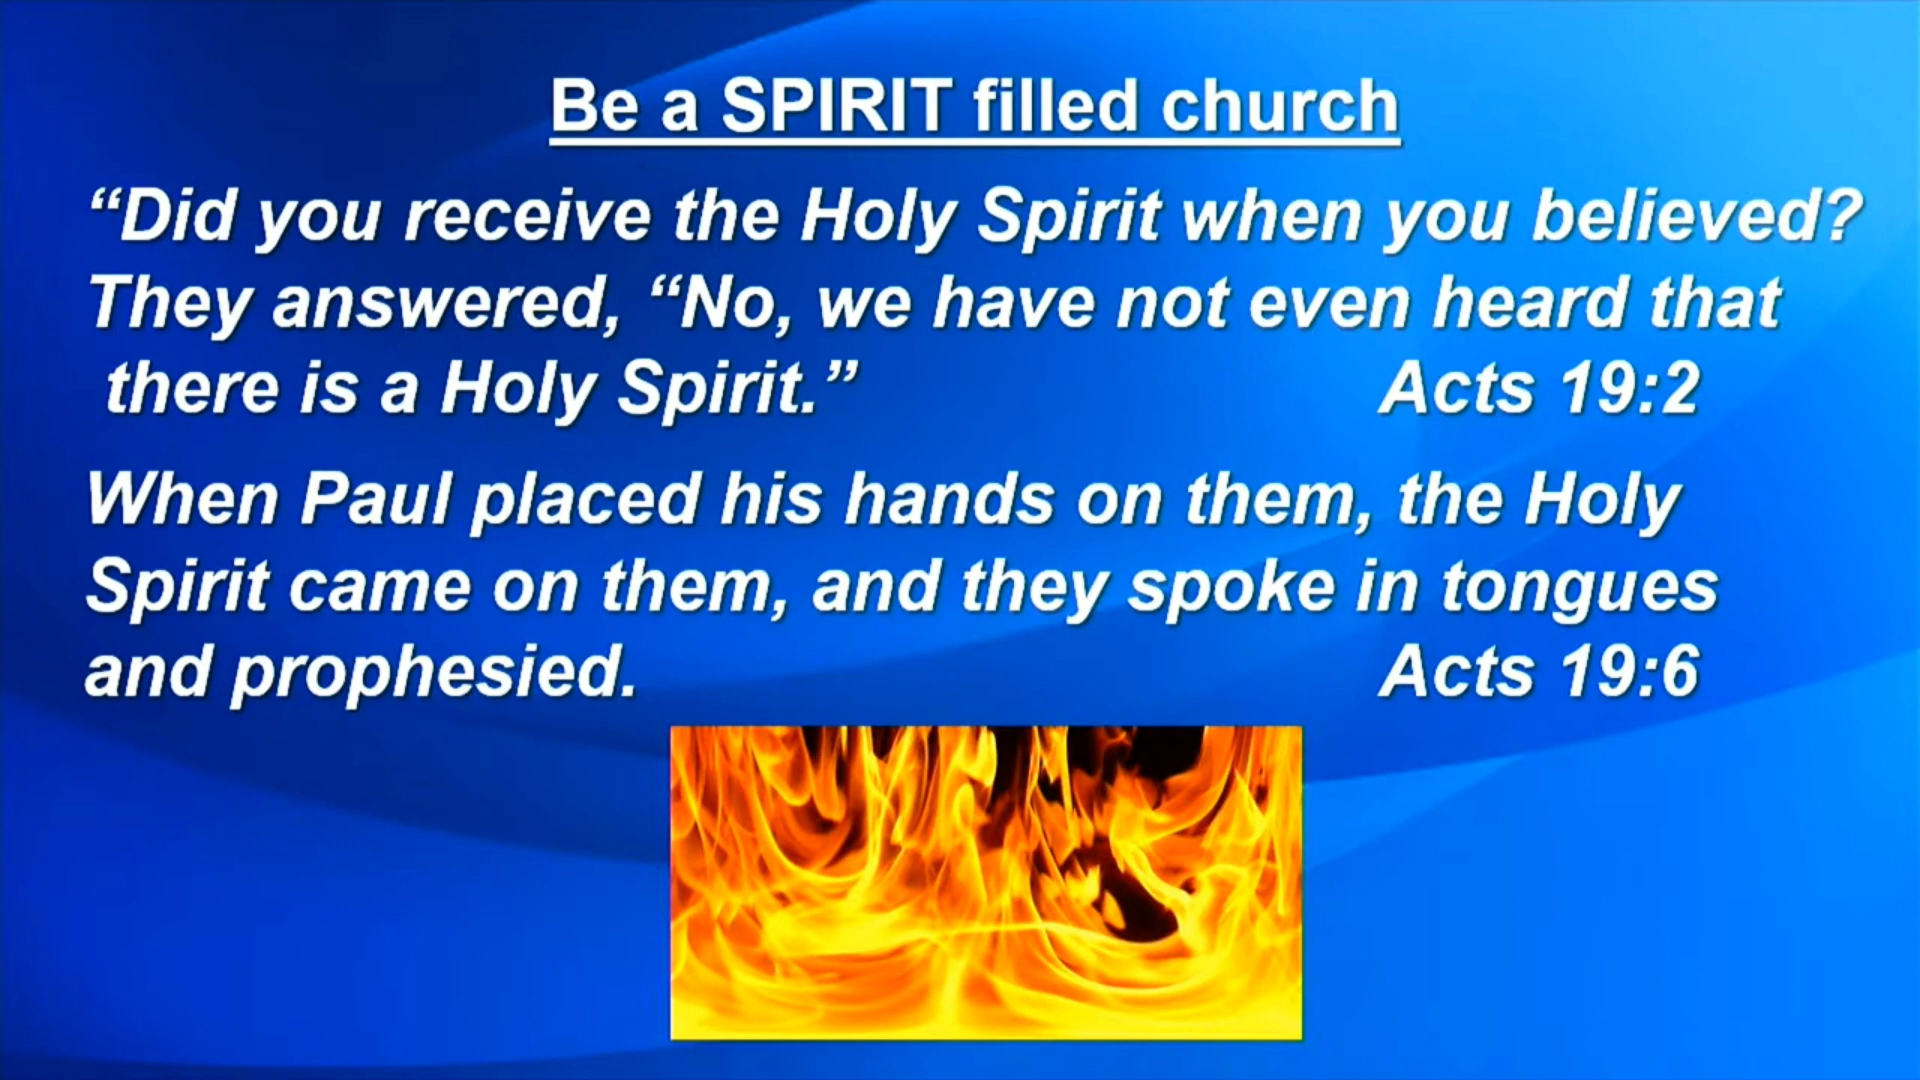 Be a SPIRIT filled church
“Did you receive the Holy Spirit when you believed?
They answered, “No, we have not even heard that
there is a Holy Spirit.” Acts 19:2
When Paul placed his hands on them, the Holy
Spirit came on them, and they spoke in tongues
and prophesied. Acts 19:6